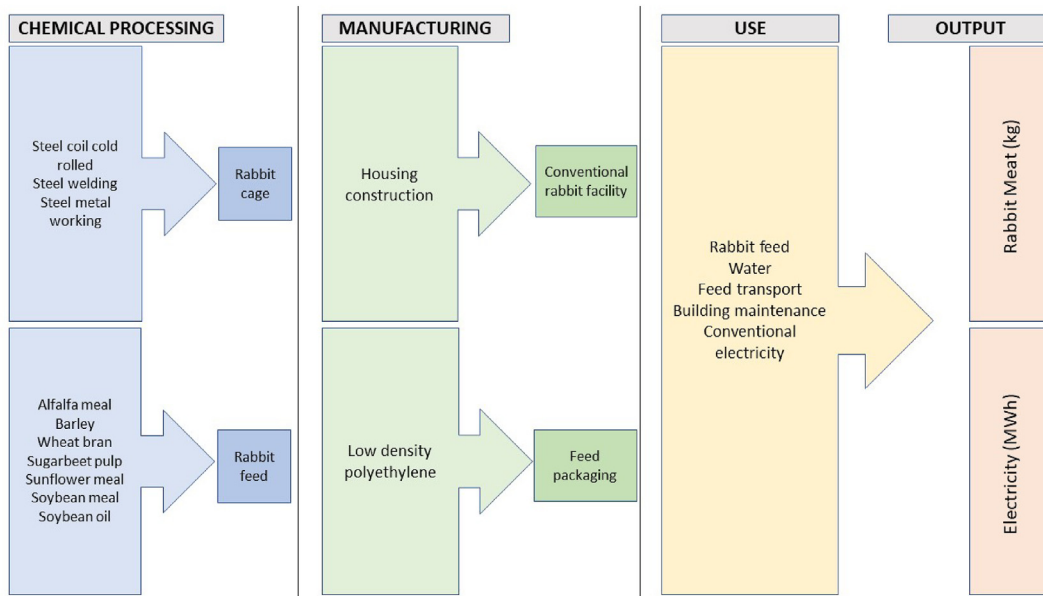 CHEMICAL PROCESSING
Steel coil cold
rolled
Steel welding
Steel metal
working
Rabbit
cage
Alfalfa meal
Barley
Wheat bran
Sugarbeet pulp
Sunflower meal
Soybean meal
Soybean oil
Rabbit
feed
MANUFACTURING
Housing
construction
Conventional
rabbit facility
Low density
polyethylene
Feed
packaging
USE
Rabbit feed
Water
Feed transport
Building maintenance
Conventional
electricity
OUTPUT
Rabbit Meat (kg)
Electricity (MWh)